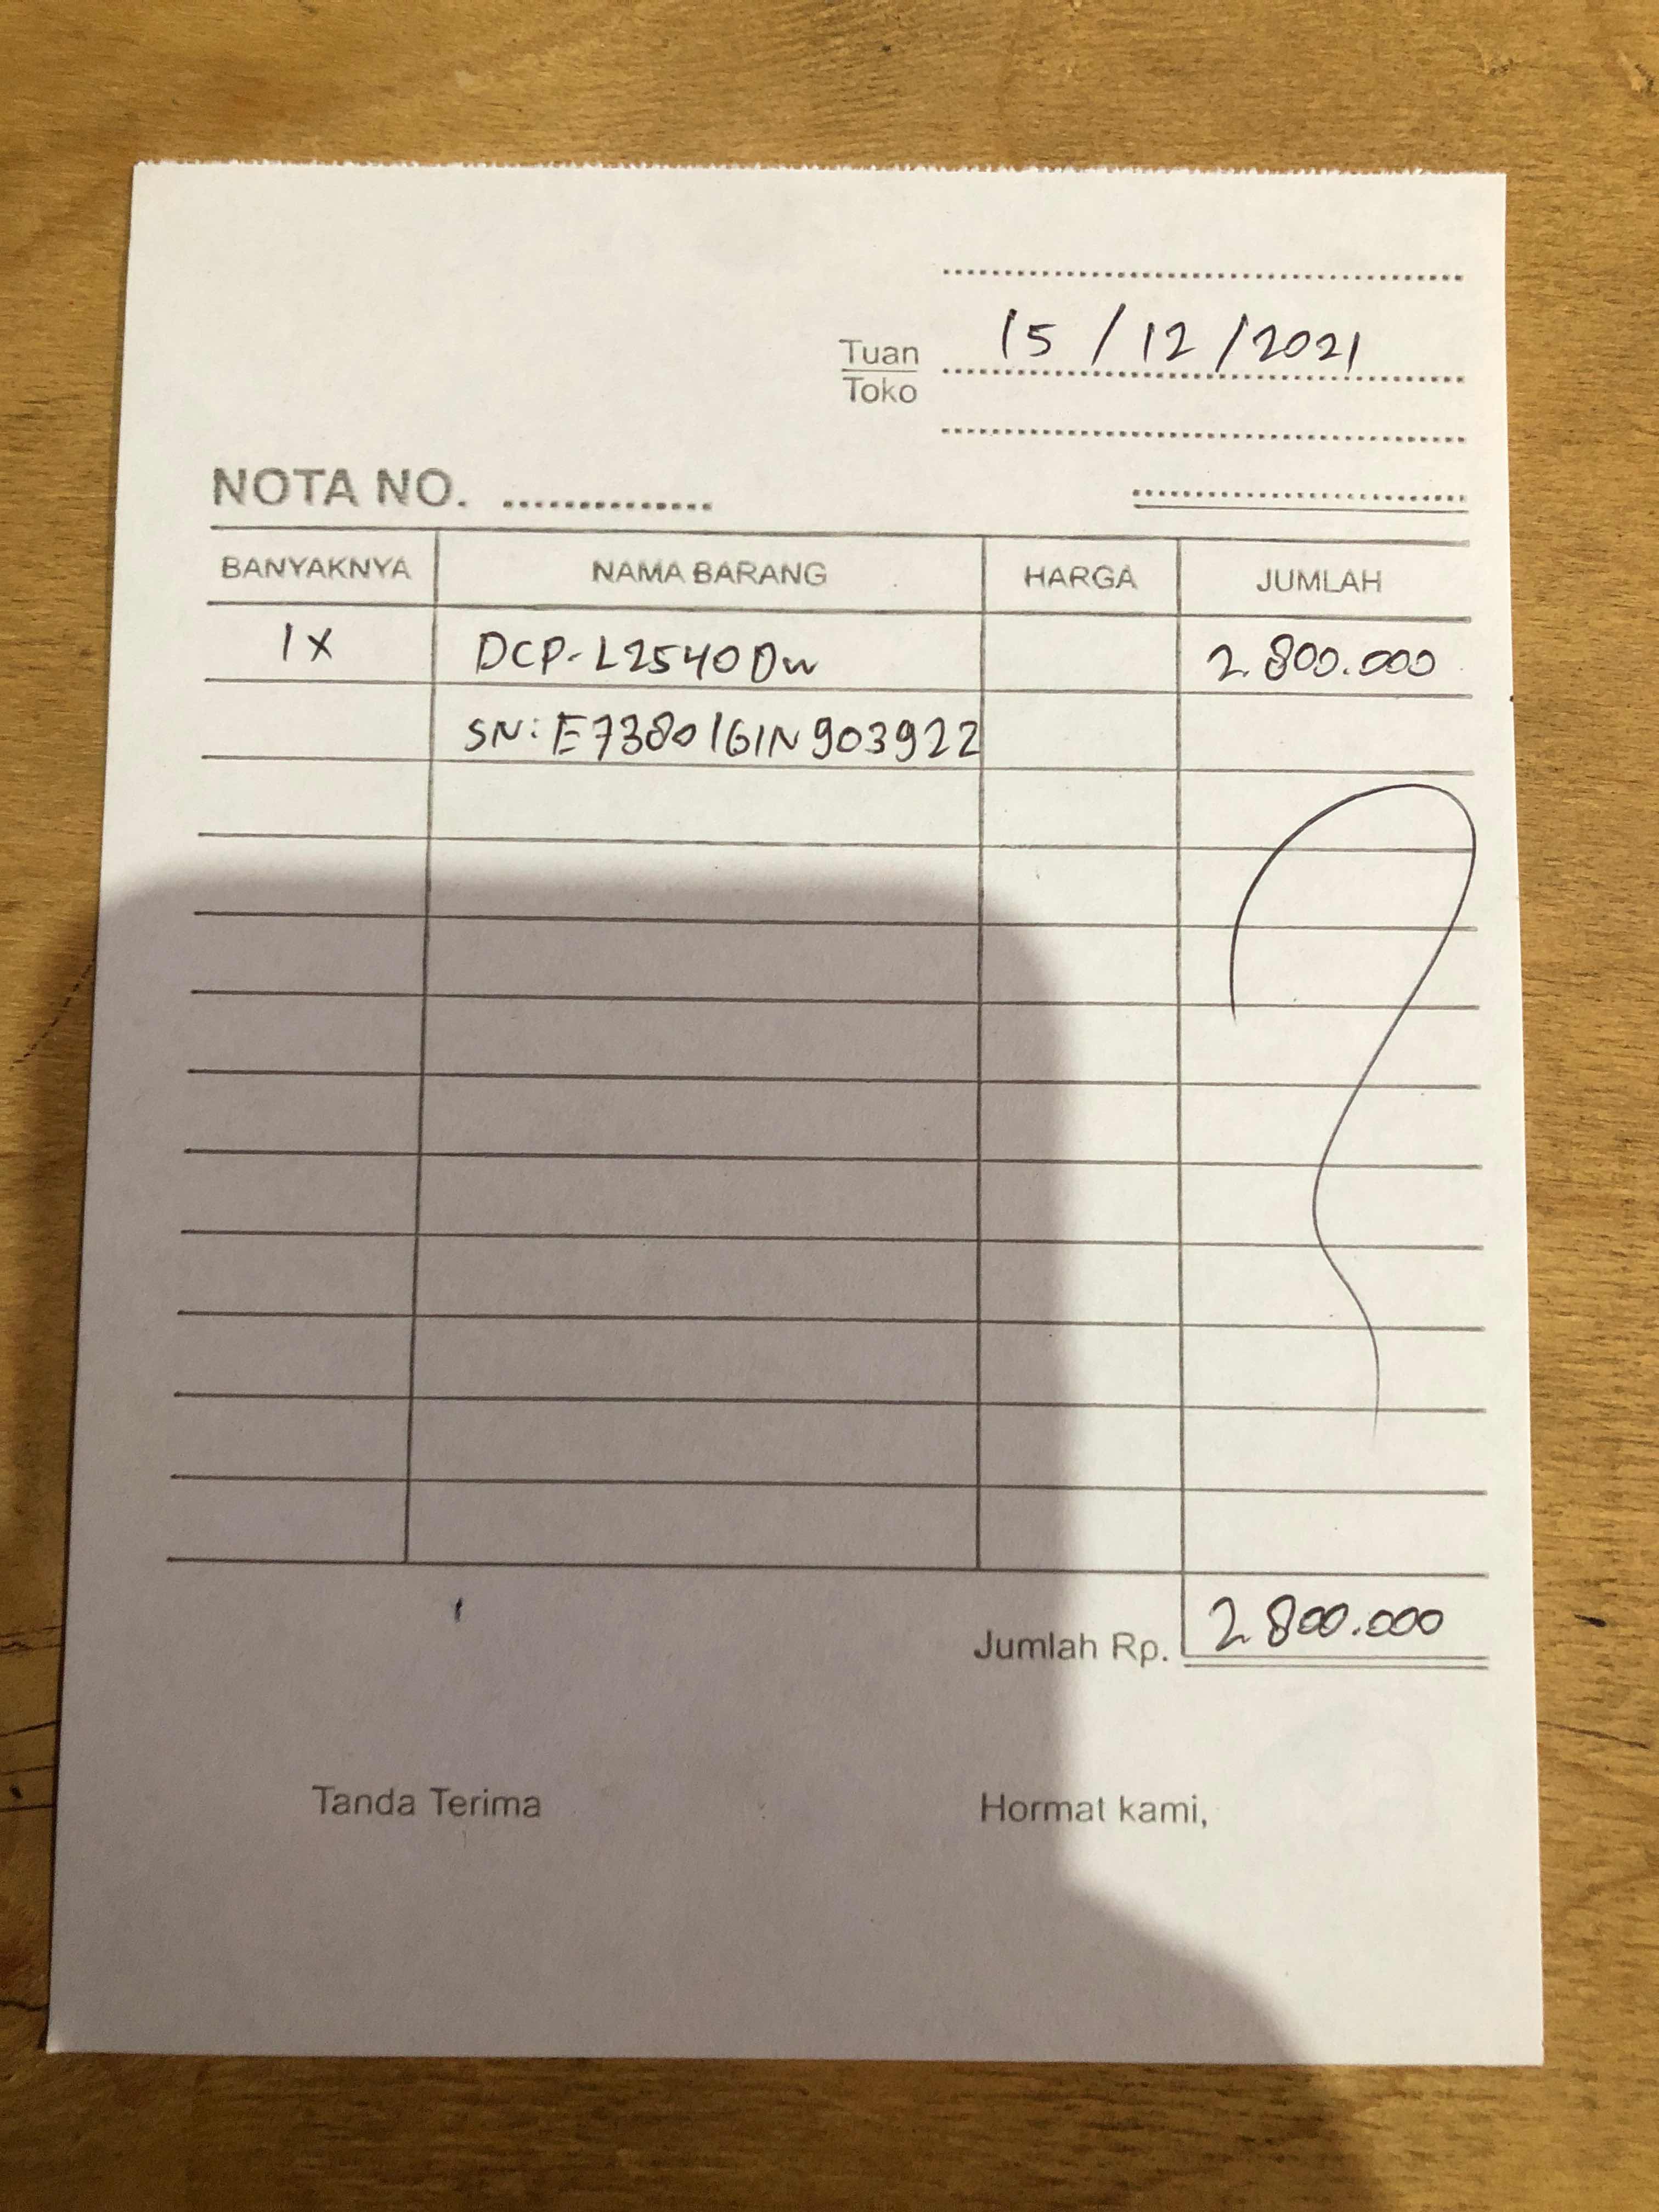 15/12/2021
Tuan
Toko
NOTA NO. ..............
BANYAKNYA NAMA BARANG HARGA JUMLAH
1x DCP-L2540Dw 2.800.000
SN: E73801G1N903922
Jumlah Rp. 2.800.000
Tanda Terima Hormat kami,